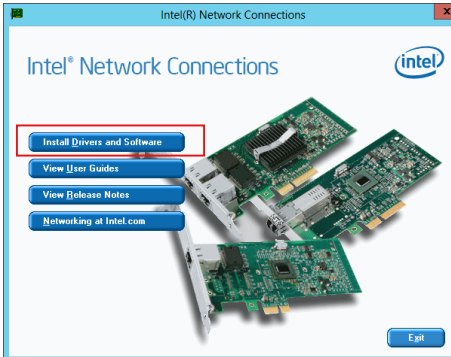 Intel(R) Network Connections
x
Intel® Network Connections
intel
Install Drivers and Software
View User Guides
View Release Notes
Networking at Intel.com
Exit